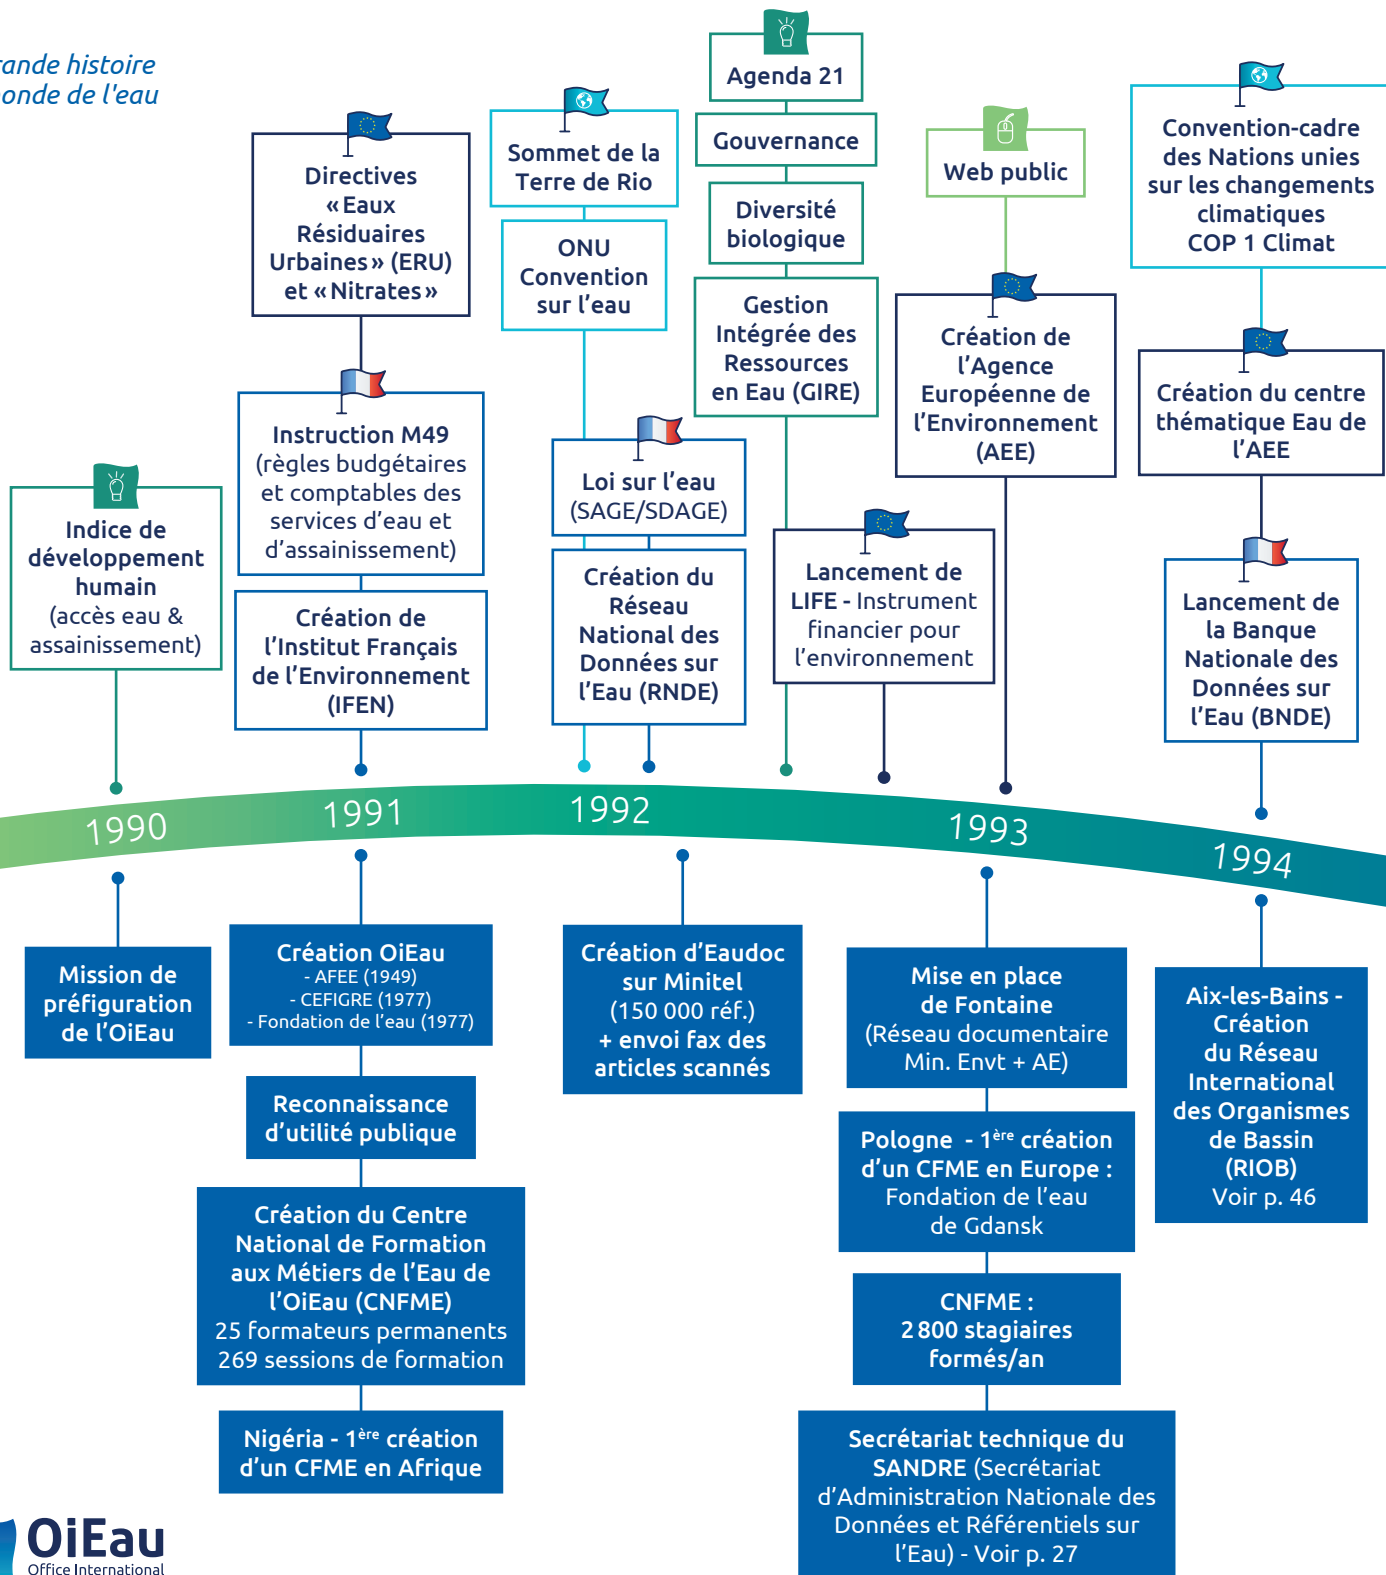 rande histoire
onde de l'eau
Directives
« Eaux
Résiduaires
Urbaines » (ERU)
et « Nitrates »
Instruction M49
(règles budgétaires
et comptables des
services d'eau et
d'assainissement)
Création de
l'Institut Français
de l'Environnement
(IFEN)
Indice de
développement
humain
(accès eau &
assainissement)
Sommet de la
Terre de Rio
ONU
Convention
sur l'eau
Loi sur l'eau
(SAGE/SDAGE)
Création du
Réseau
National des
Données sur
l'Eau (RNDE)
Agenda 21
Gouvernance
Diversité
biologique
Gestion
Intégrée des
Ressources
en Eau (GIRE)
Lancement de
LIFE - Instrument
financier pour
l'environnement
Web public
Création de
l'Agence
Européenne de
l'Environnement
(AEE)
Convention-cadre
des Nations unies
sur les changements
climatiques
COP 1 Climat
Création du centre
thématique Eau de
l'AEE
Lancement de
la Banque
Nationale des
Données sur
l'Eau (BNDE)
1990
1991
1992
1993
1994
Mission de
préfiguration
de l'OiEau
Création OiEau
- AFEE (1949)
- CEFIGRE (1977)
- Fondation de l'eau (1977)
Reconnaissance
d'utilité publique
Création du Centre
National de Formation
aux Métiers de l'Eau de
l'OiEau (CNFME)
25 formateurs permanents
269 sessions de formation
Nigéria - 1ère création
d'un CFME en Afrique
Création d'Eaudoc
sur Minitel
(150 000 réf.)
+ envoi fax des
articles scannés
Mise en place
de Fontaine
(Réseau documentaire
Min. Envt + AE)
Pologne - 1ère création
d'un CFME en Europe :
Fondation de l'eau
de Gdansk
CNFME :
2 800 stagiaires
formés/an
Secrétariat technique du
SANDRE (Secrétariat
d'Administration Nationale des
Données et Référentiels sur
l'Eau) - Voir p. 27
Aix-les-Bains -
Création
du Réseau
International
des Organismes
de Bassin
(RIOB)
Voir p. 46
OiEau
Office International